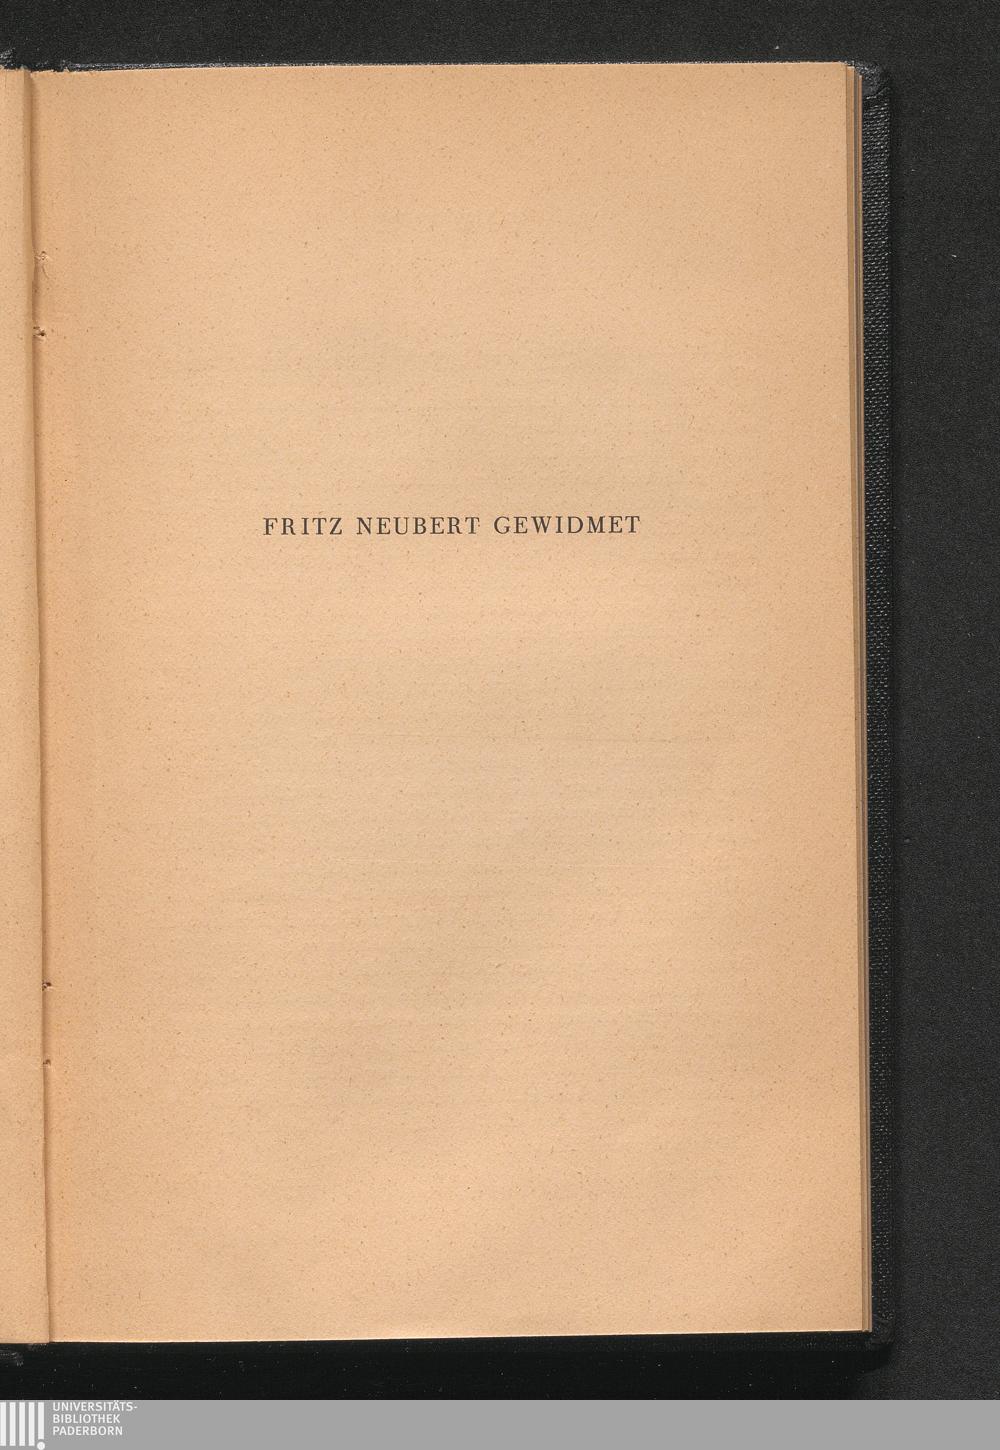 FRITZ NEUBERT GEWIDMET
UNIVERSITÄTS-
BIBLIOTHEK
PADERBORN